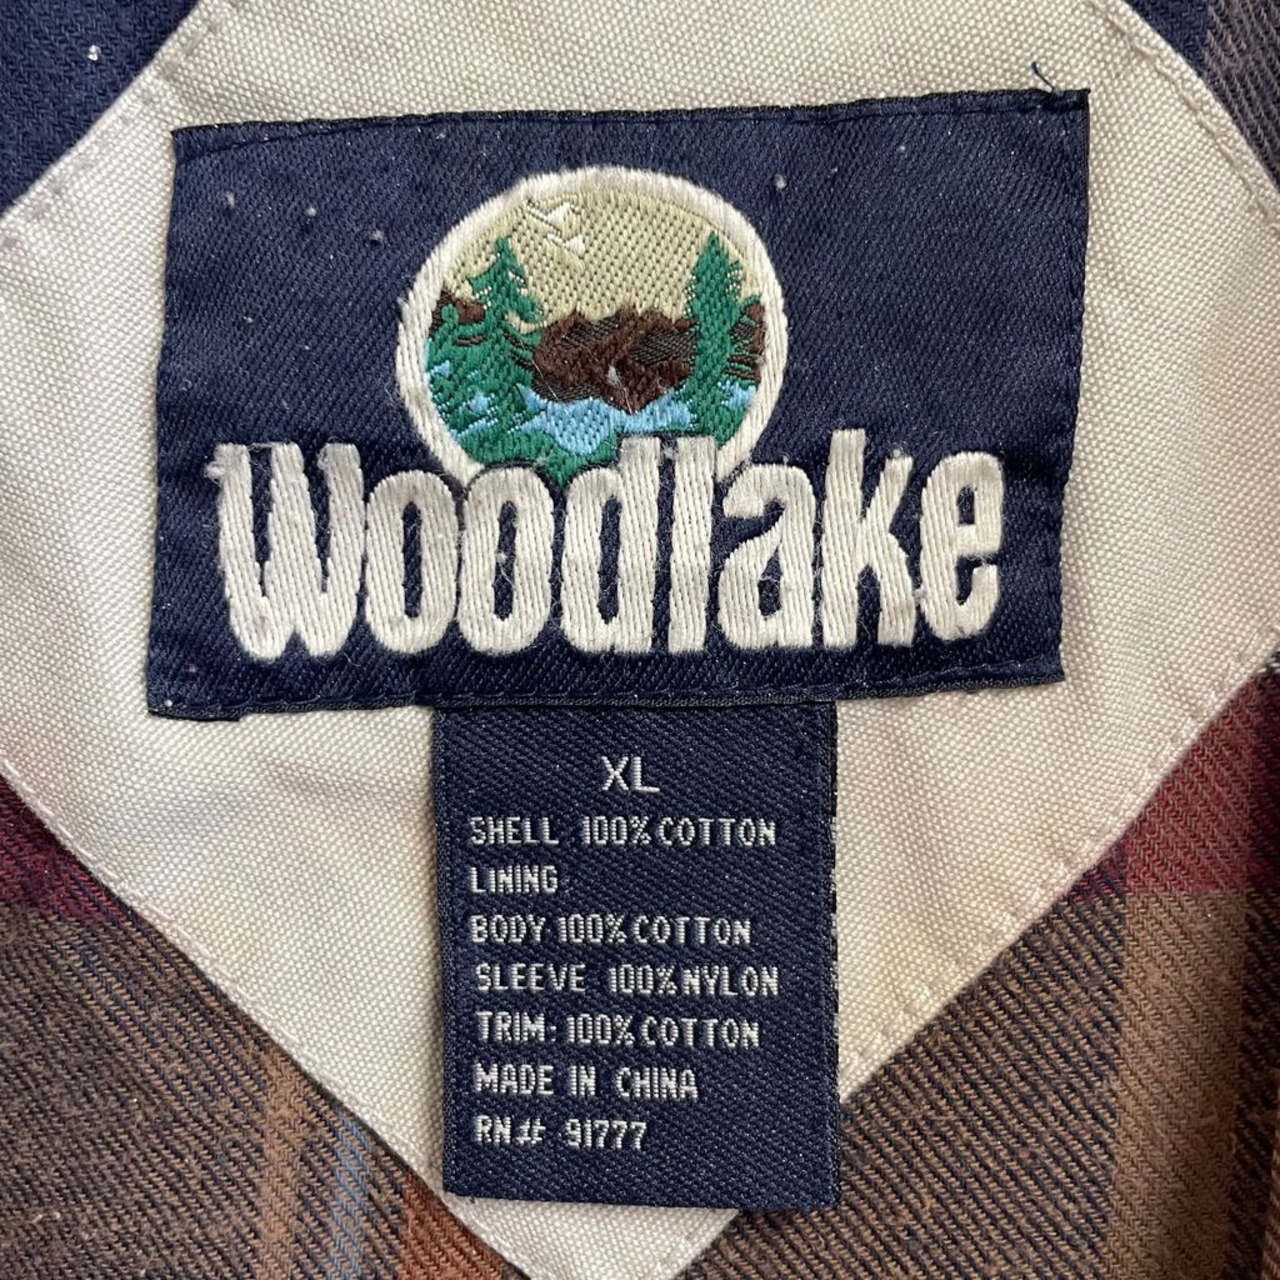 Woodlake
XL
SHELL 100% COTTON
LINING
BODY 100% COTTON
SLEEVE 100% NYLON
TRIM: 100% COTTON
MADE IN CHINA
RN# 91777